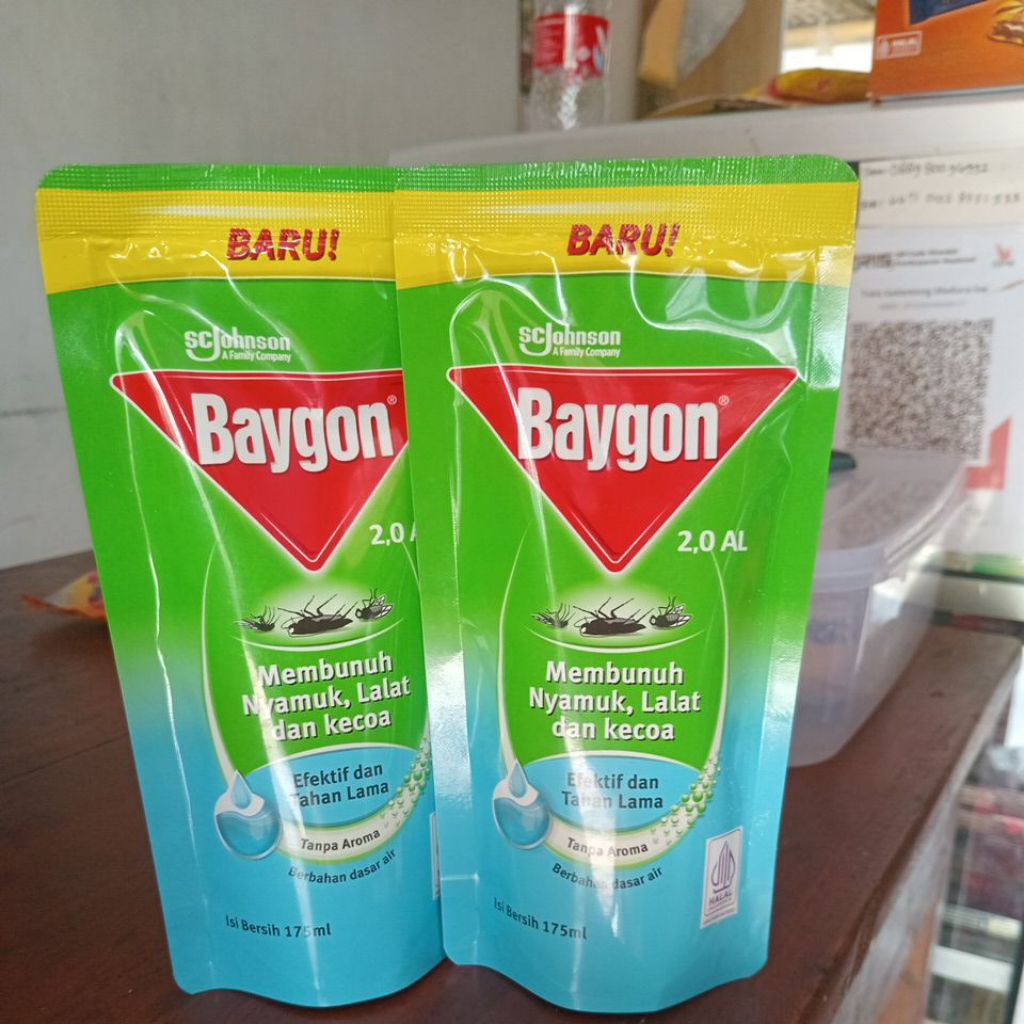 BARU!
scjohnson
A Family Company
Baygon®
2,0 A
Membunuh
Nyamuk, Lalat
dan kecoa
Efektif dan
Tahan Lama
Tanpa Aroma
Berbahan dasar air
Isi Bersih 175ml
BARU!
scjohnson
A Family Company
Baygon®
2,0 AL
Membunuh
Nyamuk, Lalat
dan kecoa
Efektif dan
Tahan Lama
Tanpa Aroma
Berbahan dasar air
Isi Bersih 175ml
HALAL
HALAL